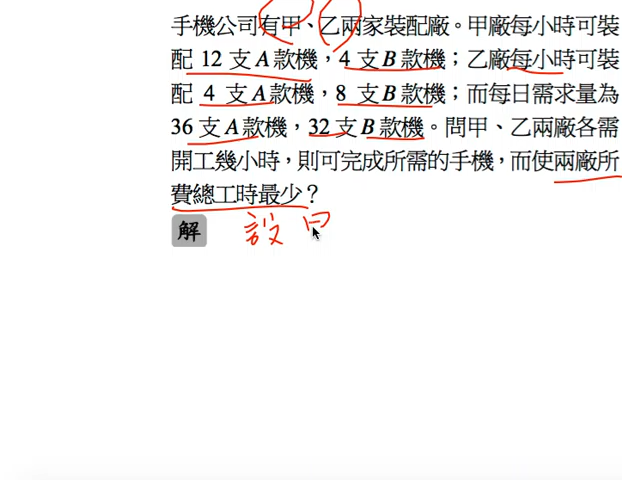 手機公司有甲、乙兩家裝配廠。甲廠每小時可裝
配 12 支 A 款機，4 支 B 款機；乙廠每小時可裝
配 4 支 A 款機，8 支 B 款機；而每日需求量為
36 支 A 款機，32 支 B 款機。問甲、乙兩廠各需
開工幾小時，則可完成所需的手機，而使兩廠所
費總工時最少？
解 設